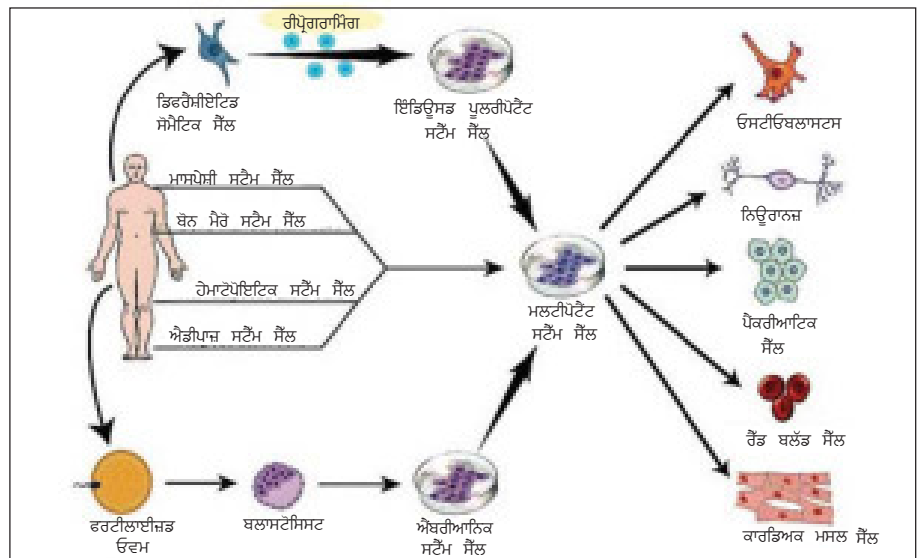 ਰੀਪ੍ਰੋਗਰਾਮਿੰਗ
ਡਿਫਰੈਂਸ਼ੀਏਟਿਡ
ਸੋਮੈਟਿਕ ਸੈੱਲ
ਇੰਡਿਊਸਡ ਪੂਲਰੀਪੋਟੈਂਟ
ਸਟੈੱਮ ਸੈੱਲ
ਓਸਟੀਓਬਲਾਸਟਸ
ਮਾਸਪੇਸ਼ੀ ਸਟੈਮ ਸੈੱਲ
ਬੋਨ ਮੈਰੋ ਸਟੈਮ ਸੈੱਲ
ਹੇਮਾਟੋਪੋਇਟਿਕ ਸਟੈੱਮ ਸੈੱਲ
ਐਡੀਪਾਜ਼ ਸਟੈੱਮ ਸੈੱਲ
ਮਲਟੀਪੋਟੈਂਟ
ਸਟੈੱਮ ਸੈੱਲ
ਨਿਊਰਾਨਜ਼
ਪੈਂਕਰੀਆਟਿਕ
ਸੈੱਲ
ਰੈੱਡ ਬਲੱਡ ਸੈੱਲ
ਫਰਟੀਲਾਈਜ਼ਡ
ਓਵਮ
ਬਲਾਸਟੋਸਿਸਟ
ਐਂਬਰੀਆਨਿਕ
ਸਟੈੱਮ ਸੈੱਲ
ਕਾਰਡਿਅਕ ਮਸਲ ਸੈੱਲ